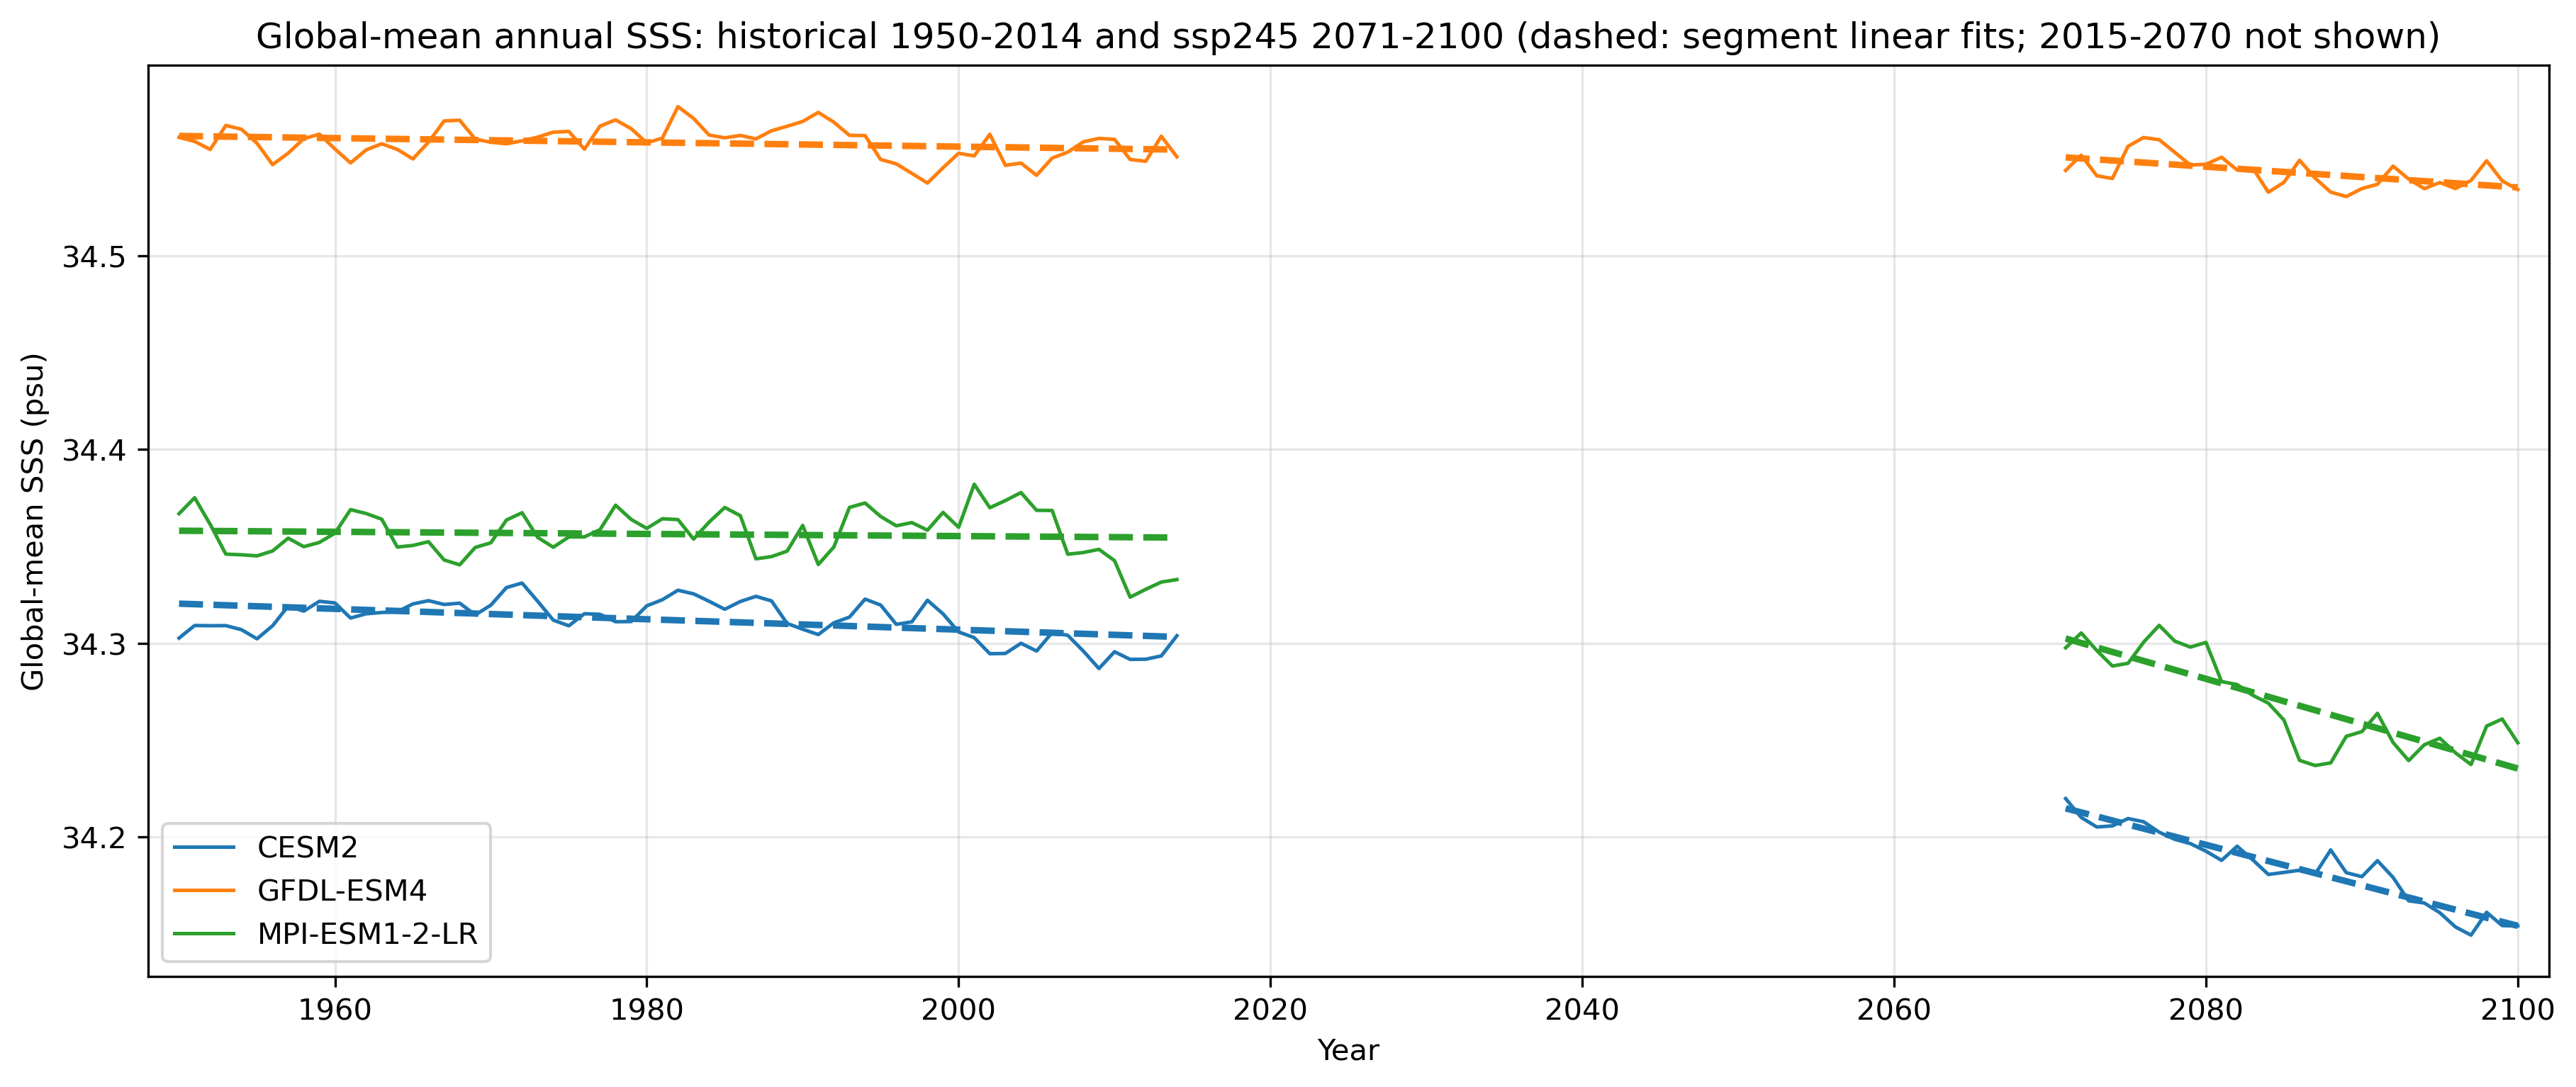 Global-mean annual SSS: historical 1950-2014 and ssp245 2071-2100 (dashed: segment linear fits; 2015-2070 not shown)
Global-mean SSS (psu)
34.5
34.4
34.3
34.2
CESM2
GFDL-ESM4
MPI-ESM1-2-LR
1960 1980 2000 2020 2040 2060 2080 2100
Year